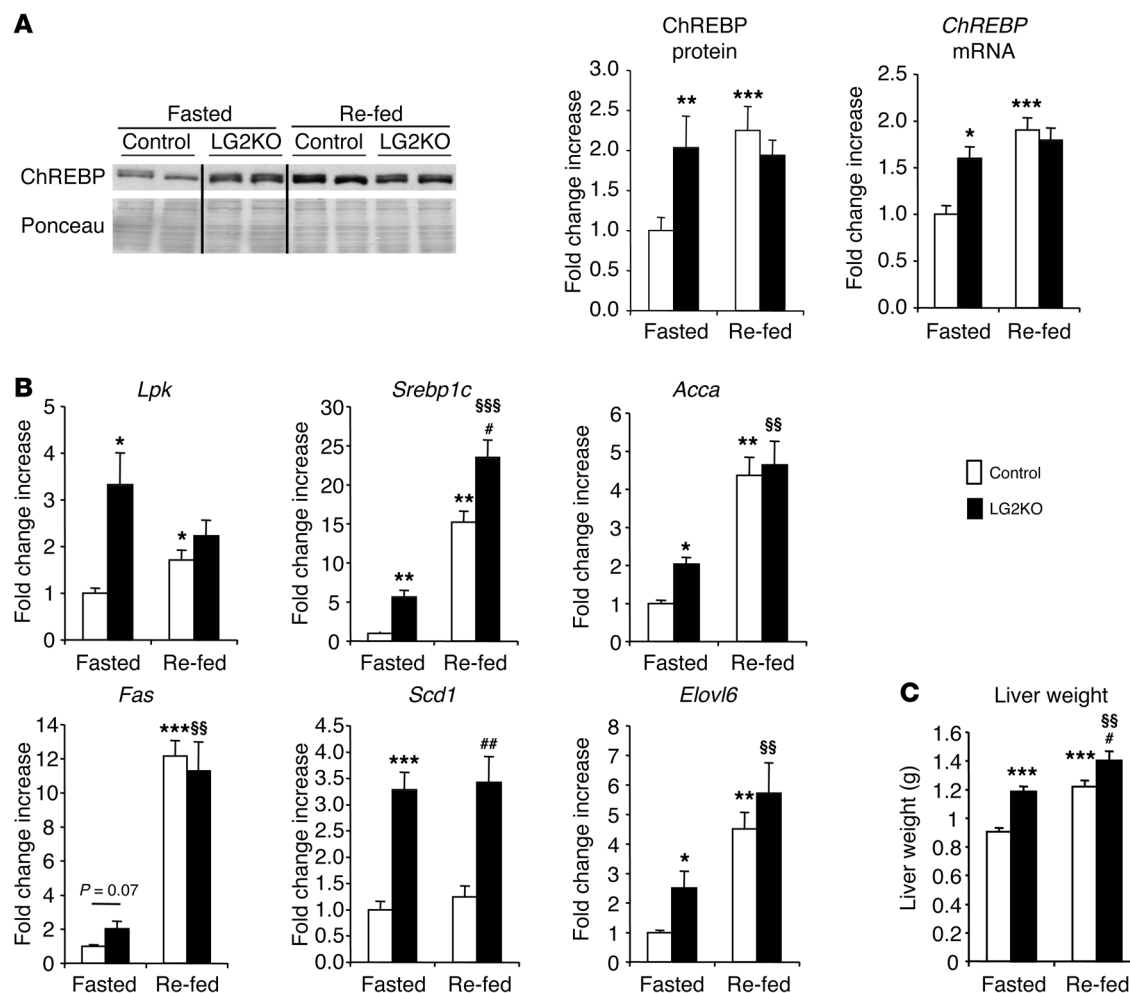 A
Fasted
Re-fed
Control
LG2KO
Control
LG2KO
ChREBP
Ponceau
ChREBP
protein
Fold change increase
3.0
2.5
2.0
1.5
1.0
0.5
0.0
**
***
Fasted
Re-fed
ChREBP
mRNA
Fold change increase
2.5
2.0
1.5
1.0
0.5
0.0
*
***
Fasted
Re-fed
B
Lpk
Fold change increase
5
4
3
2
1
0
*
*
Fasted
Re-fed
Srebp1c
Fold change increase
30
25
20
15
10
5
0
**
**
§§§
#
Fasted
Re-fed
Acca
Fold change increase
6
5
4
3
2
1
0
*
**
§§
Fasted
Re-fed
Control
LG2KO
Fas
Fold change increase
14
12
10
8
6
4
2
0
P = 0.07
***
§§
Fasted
Re-fed
Scd1
Fold change increase
4.5
4.0
3.5
3.0
2.5
2.0
1.5
1.0
0.5
0.0
***
##
Fasted
Re-fed
Elovl6
Fold change increase
8
7
6
5
4
3
2
1
0
*
**
§§
Fasted
Re-fed
C
Liver weight
Liver weight (g)
1.6
1.4
1.2
1
0.8
0.6
0.4
0.2
0
***
***
§§
#
Fasted
Re-fed